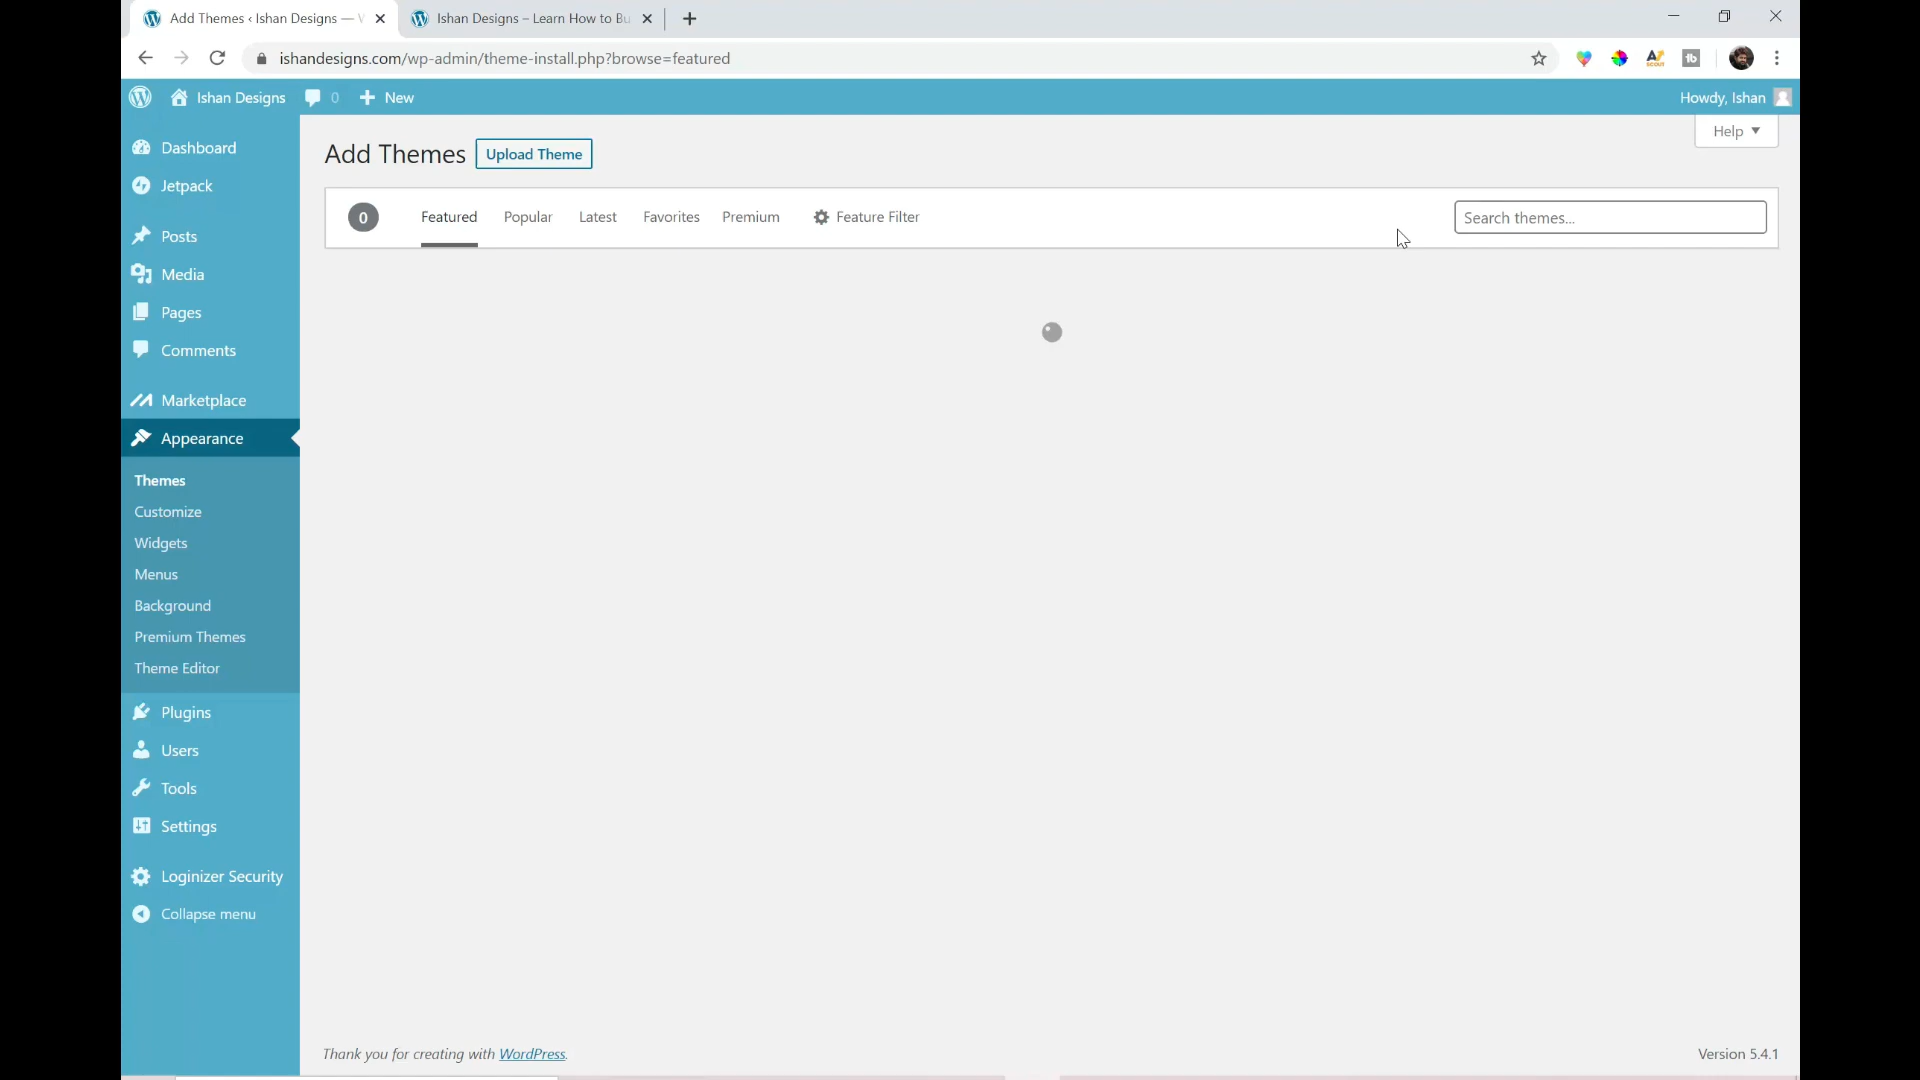 Add Themes ‹ Ishan Designs —
Ishan Designs – Learn How to Bu
ishandesigns.com/wp-admin/theme-install.php?browse=featured
Ishan Designs
0
New
Howdy, Ishan
Help
Dashboard
Jetpack
Posts
Media
Pages
Comments
Marketplace
Appearance
Themes
Customize
Widgets
Menus
Background
Premium Themes
Theme Editor
Plugins
Users
Tools
Settings
Loginizer Security
Collapse menu
Add Themes
Upload Theme
0
Featured
Popular
Latest
Favorites
Premium
Feature Filter
Search themes...
Thank you for creating with WordPress.
Version 5.4.1